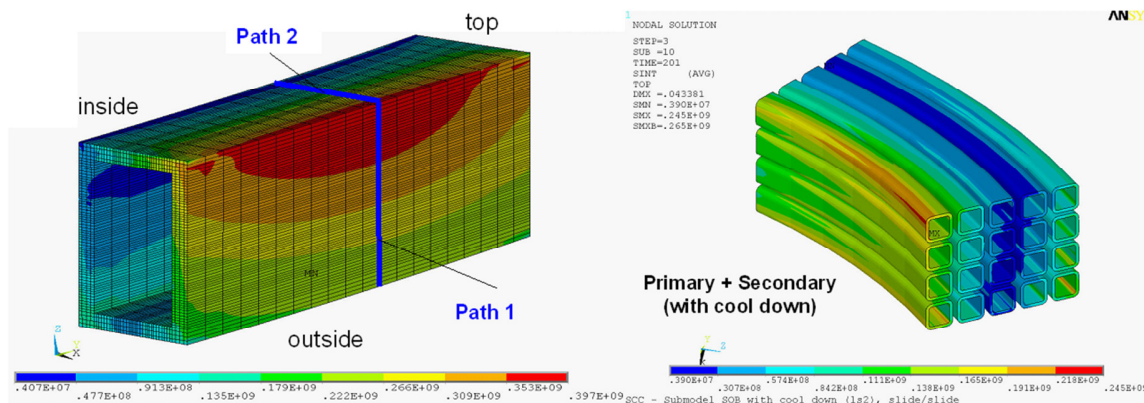 top
Path 2
inside
Path 1
outside
Z
Y
X
.407E+07
.477E+08
.913E+08
.135E+09
.179E+09
.222E+09
.266E+09
.309E+09
.353E+09
.397E+09
1
ANSY
NODAL SOLUTION
STEP=3
SUB =10
TIME=201
SINT (AVG)
TOP
DMX =.043381
SMN =.390E+07
SMX =.245E+09
SMXB=.265E+09
MX
Primary + Secondary
(with cool down)
Y
Z
X
.390E+07
.307E+08
.574E+08
.842E+08
.111E+09
.138E+09
.165E+09
.191E+09
.218E+09
.245E+09
SCC - Submodel SOB with cool down (ls2), slide/slide